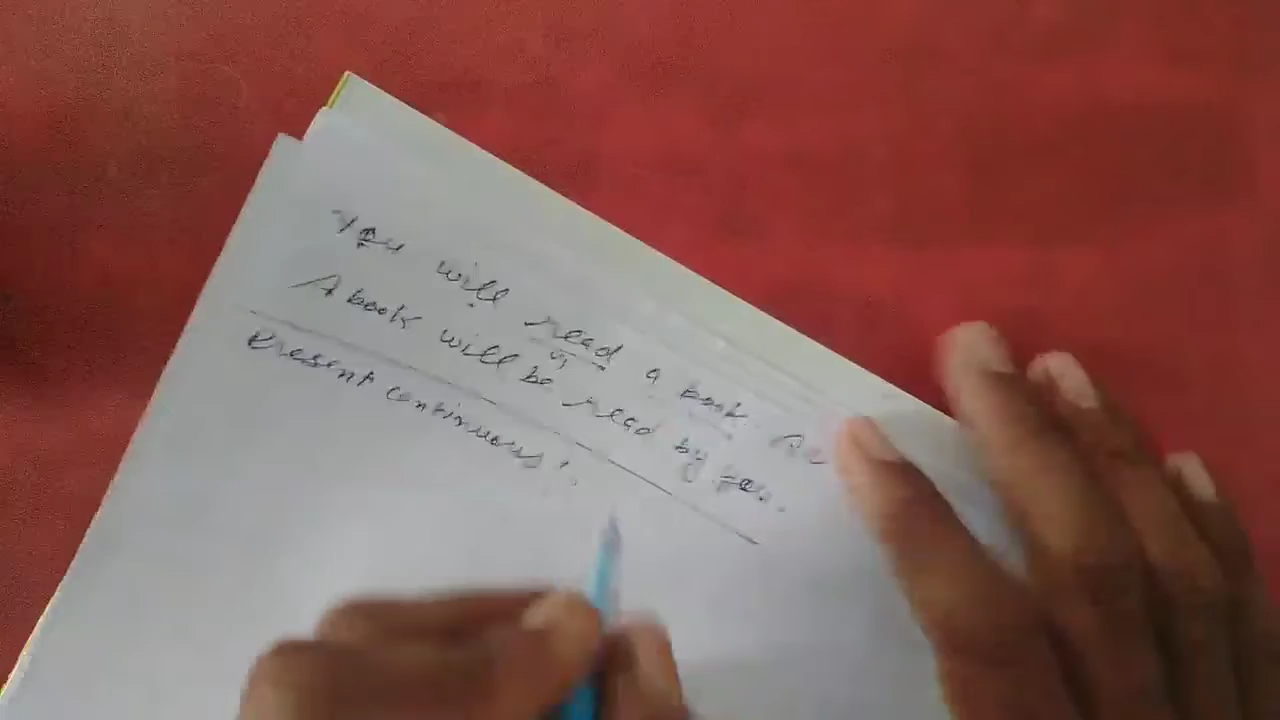 You will read a book.
A book will be read by you.
Present continuous: